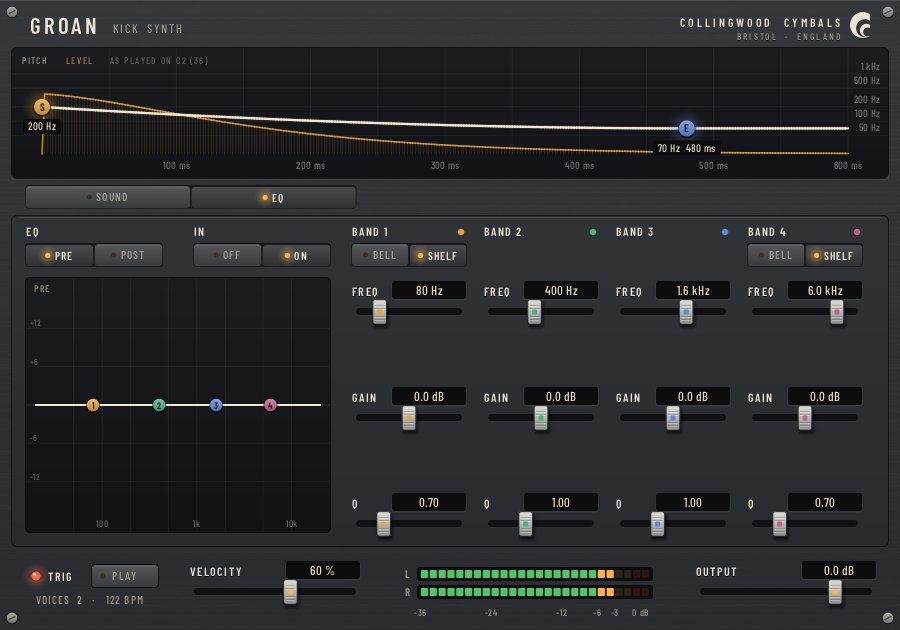 GROAN KICK SYNTH
COLLINGWOOD CYMBALS
BRISTOL · ENGLAND
PITCH LEVEL AS PLAYED ON C2 (36)
1 kHz
500 Hz
200 Hz
100 Hz
50 Hz
S
200 Hz
E
70 Hz 480 ms
100 ms 200 ms 300 ms 400 ms 500 ms 600 ms
SOUND EQ
EQ IN BAND 1 BAND 2 BAND 3 BAND 4
PRE POST OFF ON BELL SHELF BELL SHELF
PRE
+12
+6
-6
-12
1 2 3 4
100 1k 10k
FREQ 80 Hz FREQ 400 Hz FREQ 1.6 kHz FREQ 6.0 kHz
GAIN 0.0 dB GAIN 0.0 dB GAIN 0.0 dB GAIN 0.0 dB
Q 0.70 Q 1.00 Q 1.00 Q 0.70
TRIG PLAY
VOICES 2 · 122 BPM
VELOCITY 60 %
L
R
-36 -24 -12 -6 -3 0 dB
OUTPUT 0.0 dB